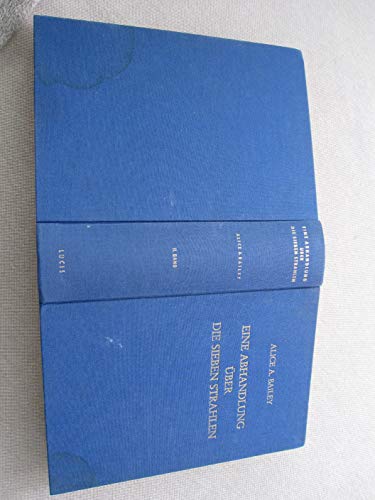 ALICE A. BAILEY
EINE ABHANDLUNG
ÜBER
DIE SIEBEN STRAHLEN
EINE ABHANDLUNG
ÜBER
DIE SIEBEN STRAHLEN
ALICE A. BAILEY
II. BAND
LUCIS